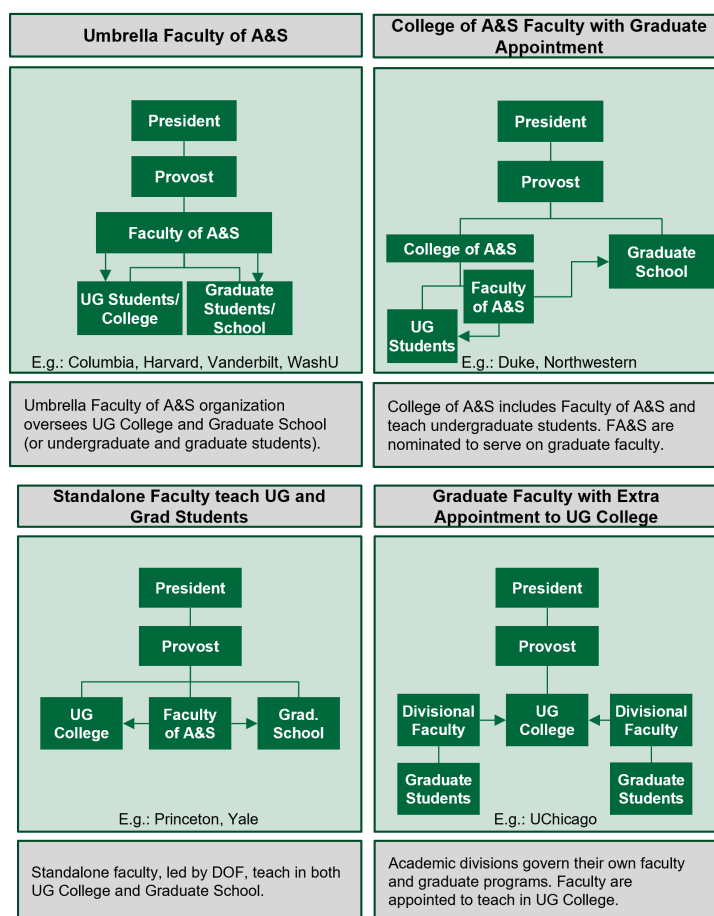 Umbrella Faculty of A&S
President
Provost
Faculty of A&S
UG Students/
College
Graduate
Students/
School
E.g.: Columbia, Harvard, Vanderbilt, WashU
Umbrella Faculty of A&S organization
oversees UG College and Graduate School
(or undergraduate and graduate students).
College of A&S Faculty with Graduate
Appointment
President
Provost
College of A&S
Graduate
School
Faculty
of A&S
UG
Students
E.g.: Duke, Northwestern
College of A&S includes Faculty of A&S and
teach undergraduate students. FA&S are
nominated to serve on graduate faculty.
Standalone Faculty teach UG and
Grad Students
President
Provost
UG
College
Faculty
of A&S
Grad.
School
E.g.: Princeton, Yale
Standalone faculty, led by DOF, teach in both
UG College and Graduate School.
Graduate Faculty with Extra
Appointment to UG College
President
Provost
Divisional
Faculty
UG
College
Divisional
Faculty
Graduate
Students
Graduate
Students
E.g.: UChicago
Academic divisions govern their own faculty
and graduate programs. Faculty are
appointed to teach in UG College.